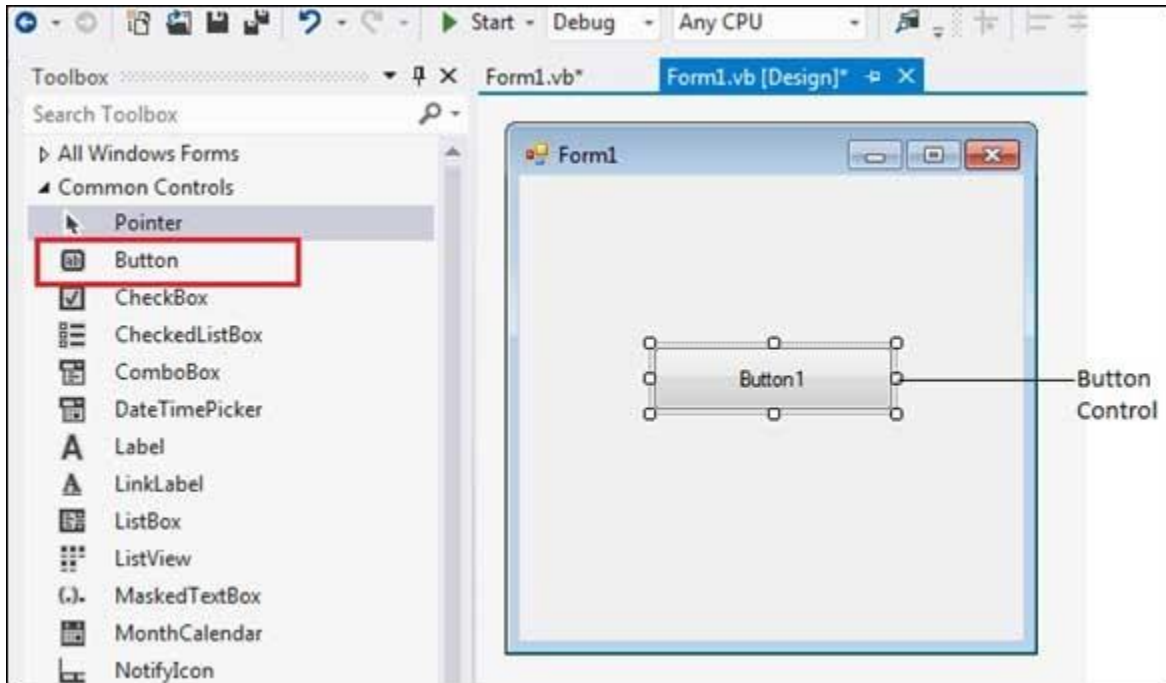 Start Debug Any CPU
Toolbox
Form1.vb*
Form1.vb [Design]*
Search Toolbox
All Windows Forms
Common Controls
Pointer
Button
CheckBox
CheckedListBox
ComboBox
DateTimePicker
Label
LinkLabel
ListBox
ListView
MaskedTextBox
MonthCalendar
NotifyIcon
Form1
Button1
Button
Control